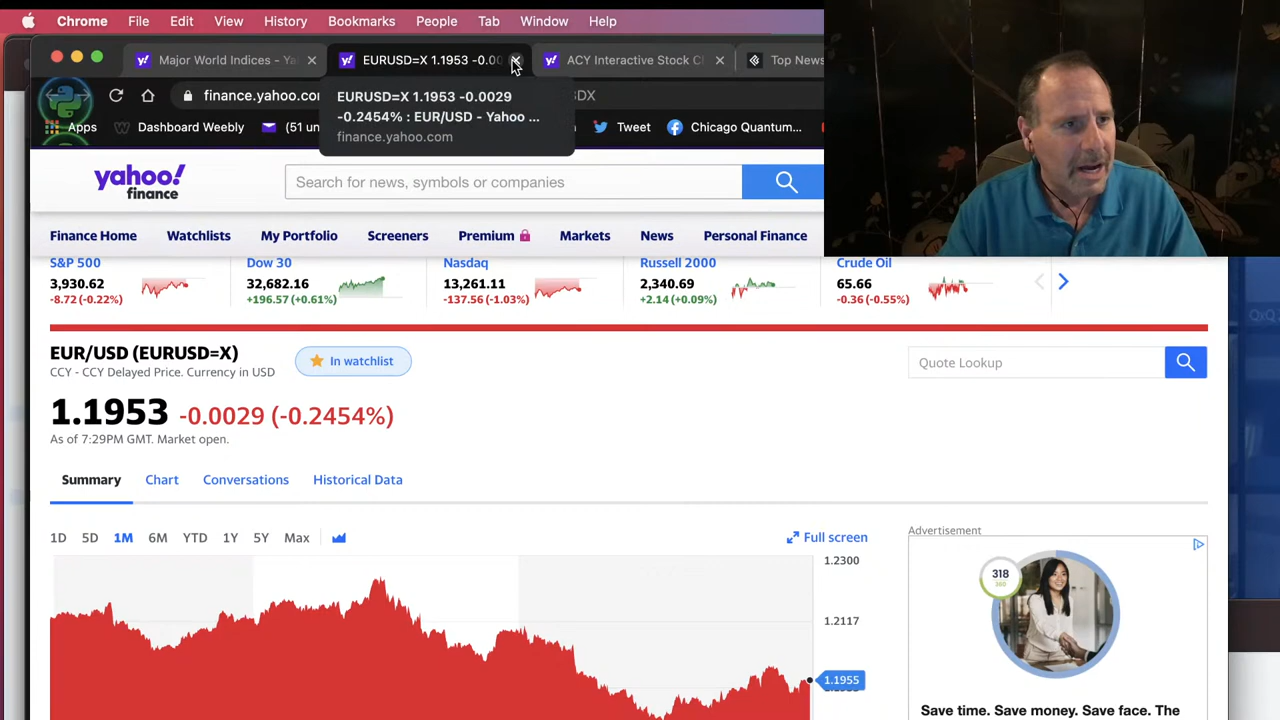 Chrome File Edit View History Bookmarks People Tab Window Help
Major World Indices - Ya
EURUSD=X 1.1953 -0.00
ACY Interactive Stock C
Top News
finance.yahoo.co
DX
EURUSD=X 1.1953 -0.0029
-0.2454% : EUR/USD - Yahoo ...
finance.yahoo.com
Apps
Dashboard Weekly
(51 un
Tweet
Chicago Quantum...
yahoo!
finance
Search for news, symbols or companies
Finance Home Watchlists My Portfolio Screeners Premium Markets News Personal Finance
S&P 500
3,930.62
-8.72 (-0.22%)
Dow 30
32,682.16
+196.57 (+0.61%)
Nasdaq
13,261.11
-137.56 (-1.03%)
Russell 2000
2,340.69
+2.14 (+0.09%)
Crude Oil
65.66
-0.36 (-0.55%)
EUR/USD (EURUSD=X)
In watchlist
CCY - CCY Delayed Price. Currency in USD
Quote Lookup
1.1953 -0.0029 (-0.2454%)
As of 7:29PM GMT. Market open.
Summary Chart Conversations Historical Data
1D 5D 1M 6M YTD 1Y 5Y Max
Full screen
1.2300
1.2117
1.1955
Advertisement
318
360
Save time. Save money. Save face. The